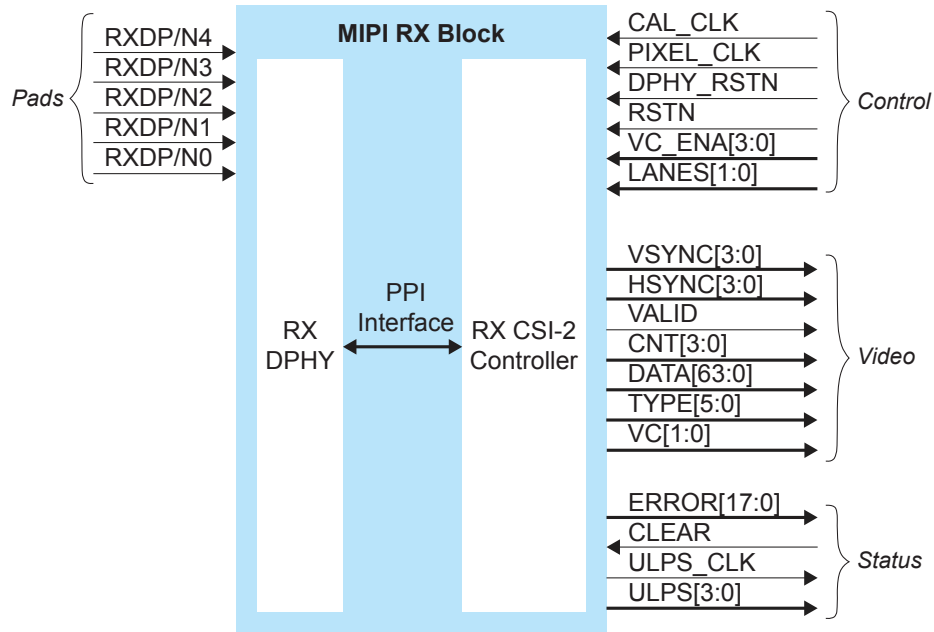 MIPI RX Block
Pads
RXDP/N4
RXDP/N3
RXDP/N2
RXDP/N1
RXDP/N0
RX
DPHY
PPI
Interface
RX CSI-2
Controller
CAL_CLK
PIXEL_CLK
DPHY_RSTN
RSTN
VC_ENA[3:0]
LANES[1:0]
Control
VSYNC[3:0]
HSYNC[3:0]
VALID
CNT[3:0]
DATA[63:0]
TYPE[5:0]
VC[1:0]
Video
ERROR[17:0]
CLEAR
ULPS_CLK
ULPS[3:0]
Status